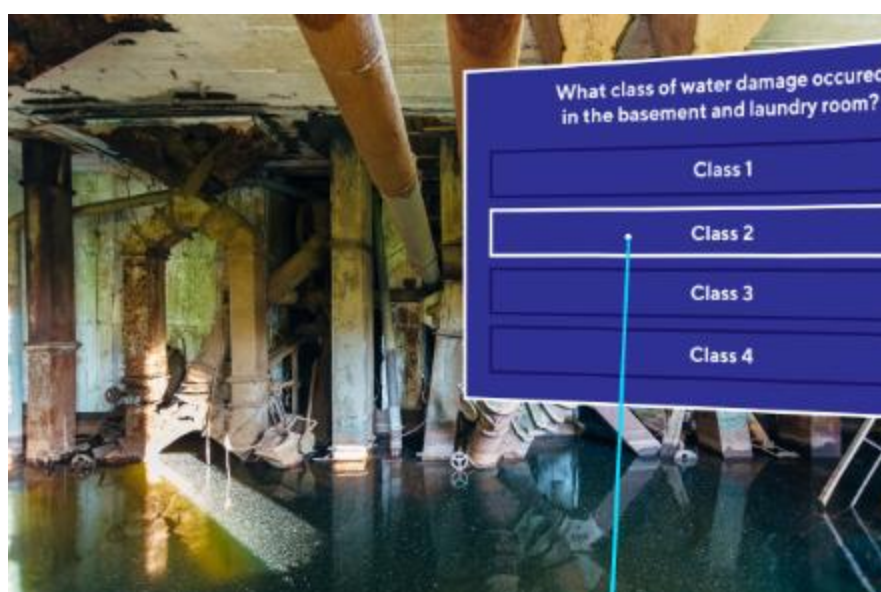 What class of water damage occured
in the basement and laundry room?
Class 1
Class 2
Class 3
Class 4